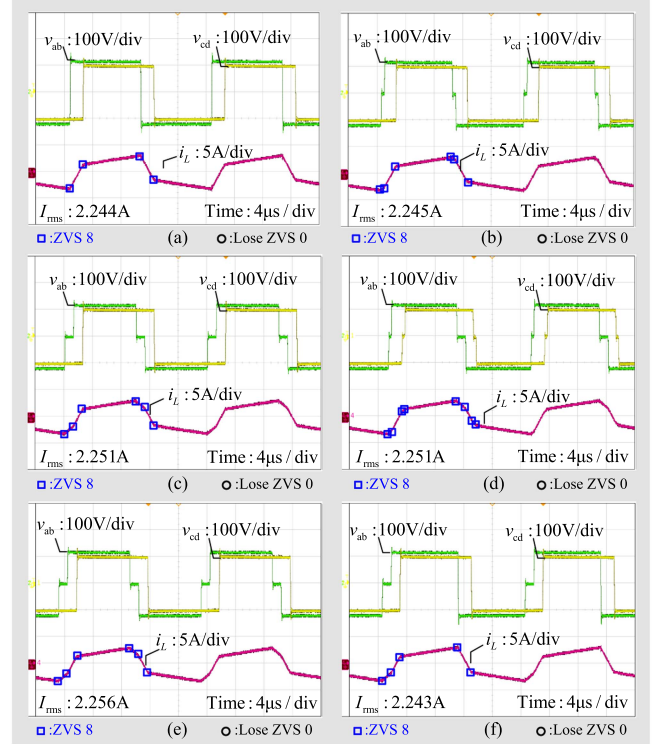 v_ab :100V/div v_cd :100V/div
i_L : 5A/div
I_rms : 2.244A Time : 4μs / div
:ZVS 8 (a) :Lose ZVS 0
v_ab :100V/div v_cd :100V/div
i_L : 5A/div
I_rms : 2.245A Time : 4μs / div
:ZVS 8 (b) :Lose ZVS 0
v_ab :100V/div v_cd :100V/div
i_L : 5A/div
I_rms : 2.251A Time : 4μs / div
:ZVS 8 (c) :Lose ZVS 0
v_ab :100V/div v_cd :100V/div
i_L : 5A/div
I_rms : 2.251A Time : 4μs / div
:ZVS 8 (d) :Lose ZVS 0
v_ab :100V/div v_cd :100V/div
i_L : 5A/div
I_rms : 2.256A Time : 4μs / div
:ZVS 8 (e) :Lose ZVS 0
v_ab :100V/div v_cd :100V/div
i_L : 5A/div
I_rms : 2.243A Time : 4μs / div
:ZVS 8 (f) :Lose ZVS 0